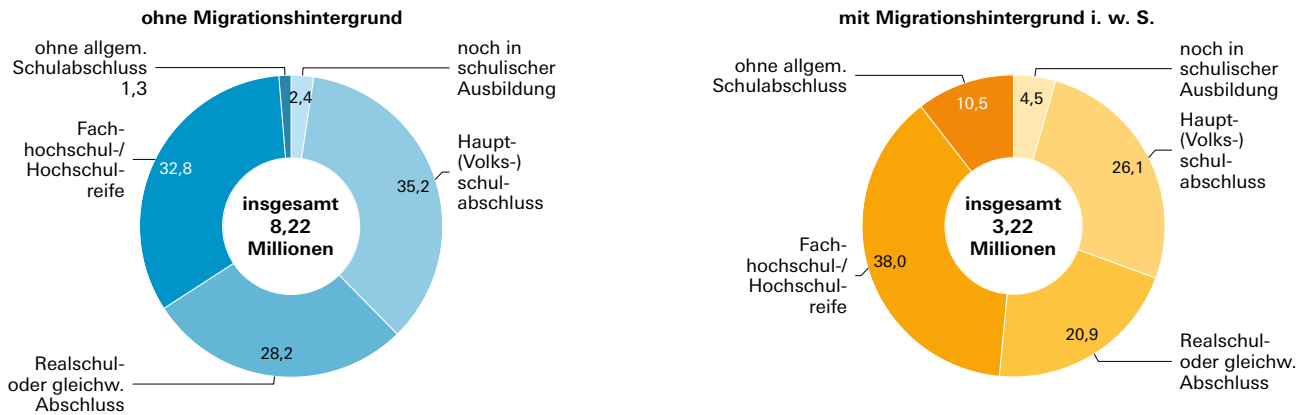 ohne Migrationshintergrund
ohne allgem.
Schulabschluss
1,3
noch in
schulischer
Ausbildung
2,4
Fach-
hochschul-/
Hochschul-
reife
32,8
Haupt-
(Volks-)
schul-
abschluss
35,2
insgesamt
8,22
Millionen
28,2
Realschul-
oder gleichw.
Abschluss
mit Migrationshintergrund i. w. S.
ohne allgem.
Schulabschluss
10,5
noch in
schulischer
Ausbildung
4,5
Haupt-
(Volks-)
schul-
abschluss
26,1
insgesamt
3,22
Millionen
Fach-
hochschul-/
Hochschul-
reife
38,0
20,9
Realschul-
oder gleichw.
Abschluss